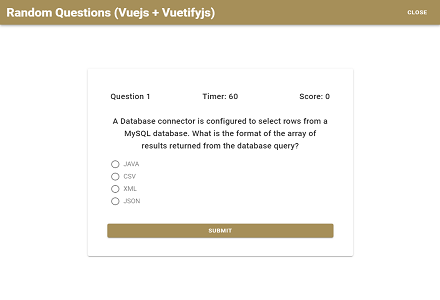 Random Questions (Vuejs + Vuetifyjs)
CLOSE
Question 1
Timer: 60
Score: 0
A Database connector is configured to select rows from a
MySQL database. What is the format of the array of
results returned from the database query?
JAVA
CSV
XML
JSON
SUBMIT